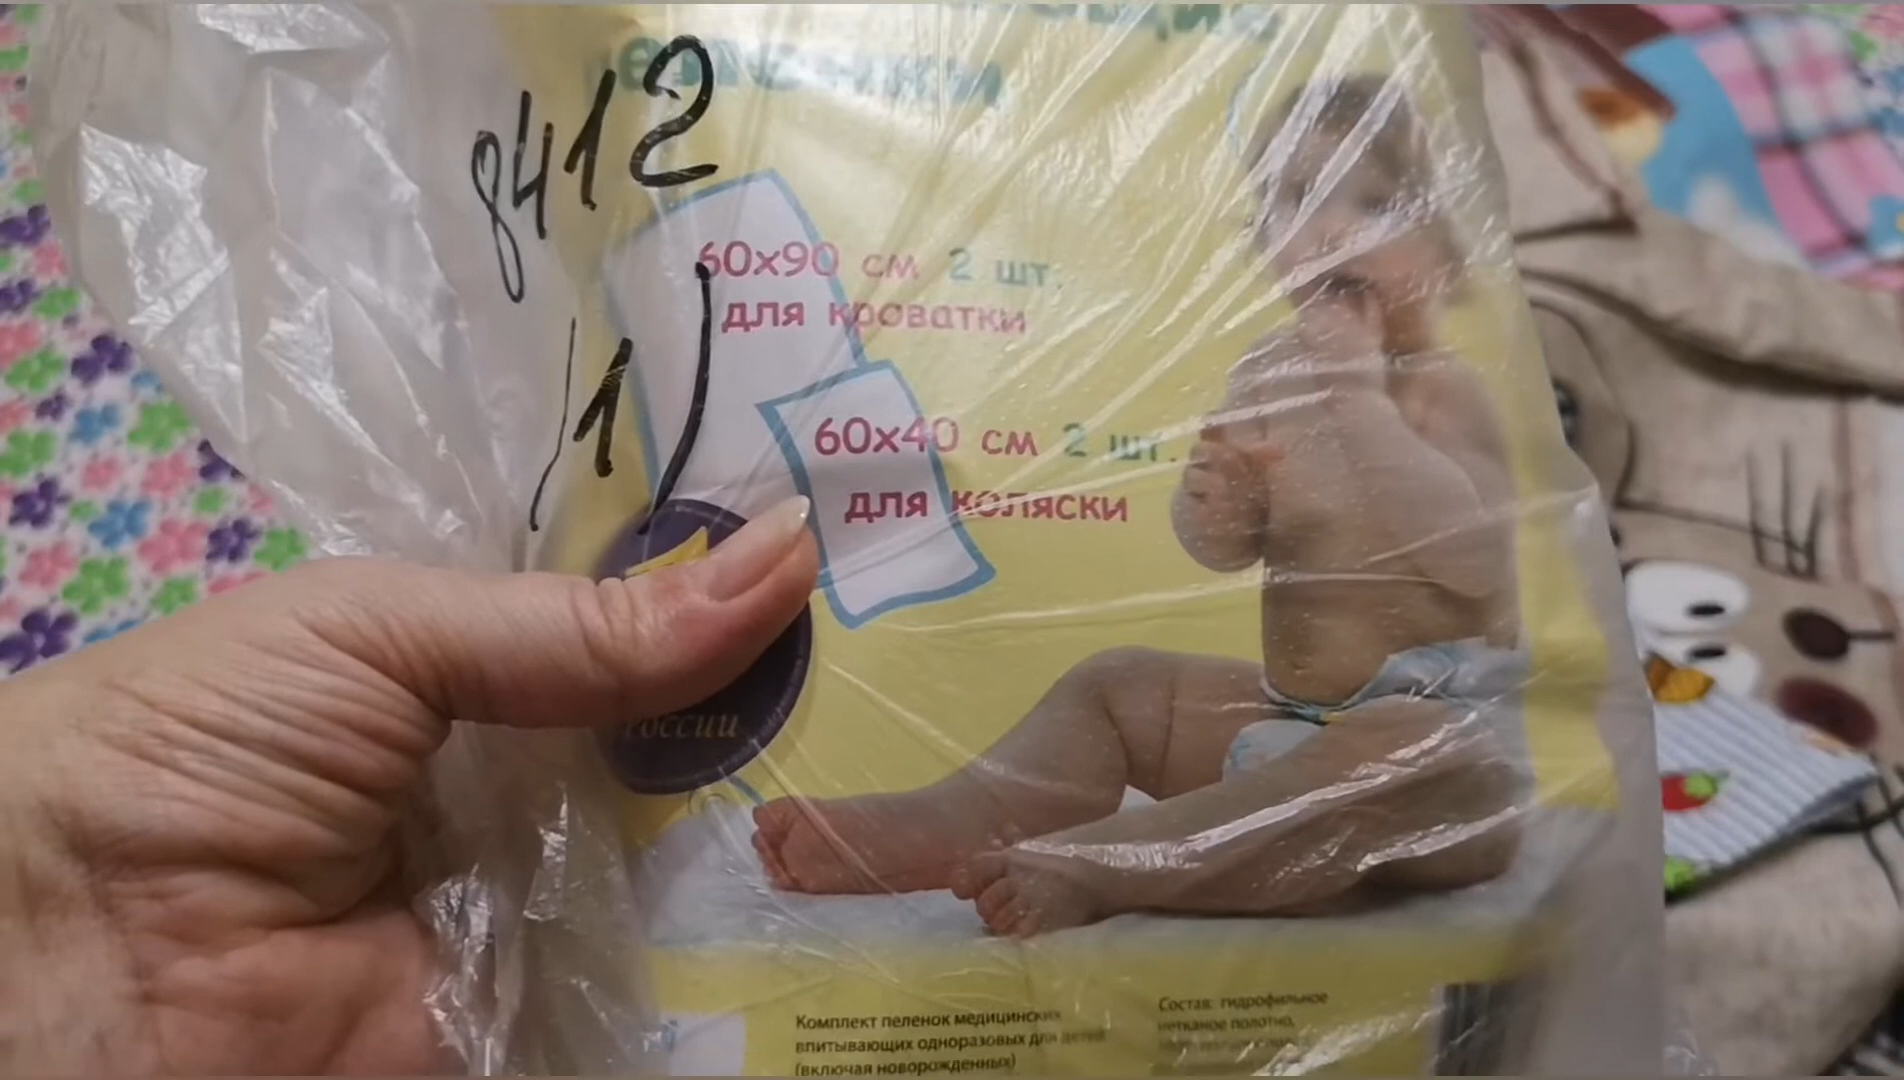 8412
(1)
60х90 см 2 шт.
для кроватки
60х40 см 2 шт.
для коляски
России
Комплект пеленок медицинских
впитывающих одноразовых для детей
(включая новорожденных)
Состав: гидрофильное
нетканое полотно,